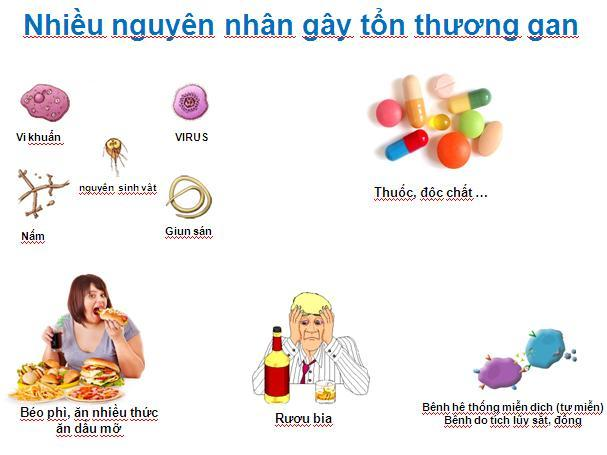 Nhiều nguyên nhân gây tổn thương gan
Vi khuẩn
VIRUS
nguyên sinh vật
Nấm
Giun sán
Thuốc, độc chất ...
Béo phì, ăn nhiều thức
ăn dầu mỡ
Rượu bia
Bệnh hệ thống miễn dịch (tự miễn)
Bệnh do tích lũy sắt, đồng